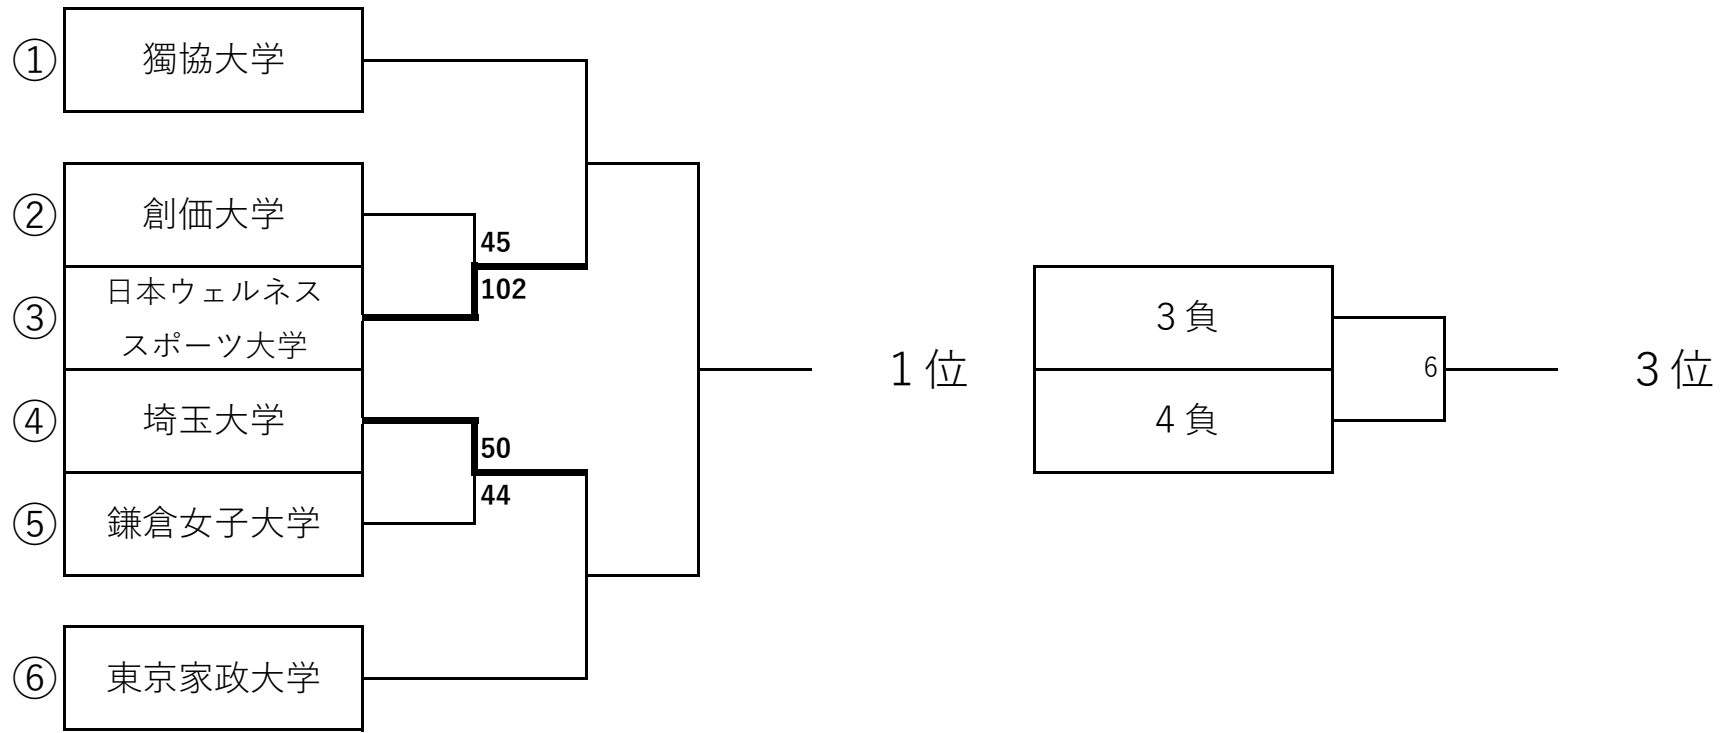 ① 獨協大学
② 創価大学
45
③ 日本ウェルネス
スポーツ大学
102
④ 埼玉大学
50
⑤ 鎌倉女子大学
44
⑥ 東京家政大学
1位
3負
4負
6
3位